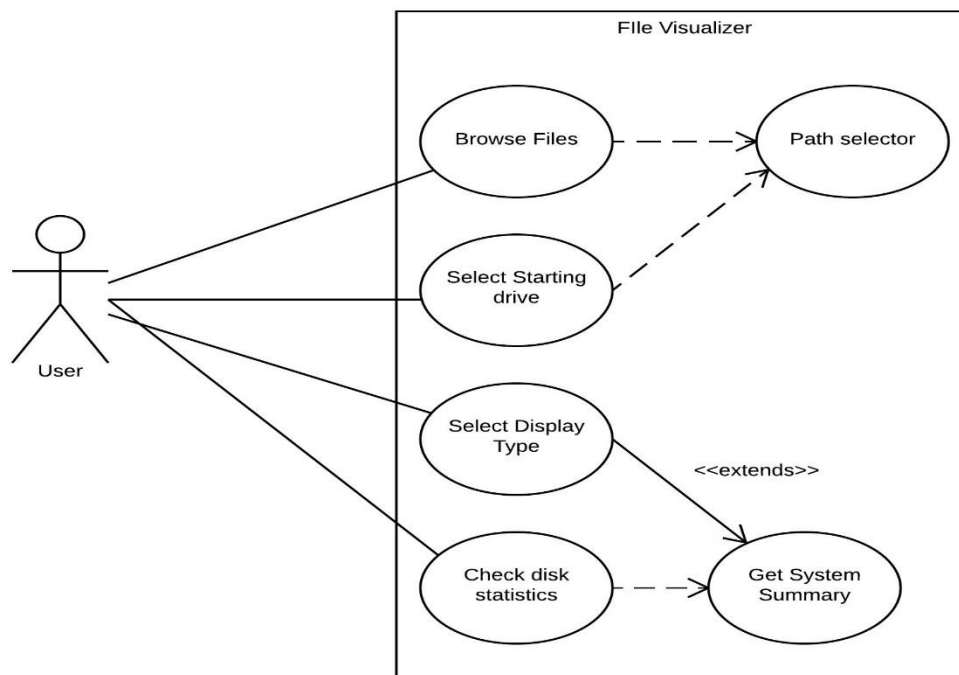 FIle Visualizer
Browse Files
Path selector
Select Starting
drive
User
Select Display
Type
<<extends>>
Check disk
statistics
Get System
Summary